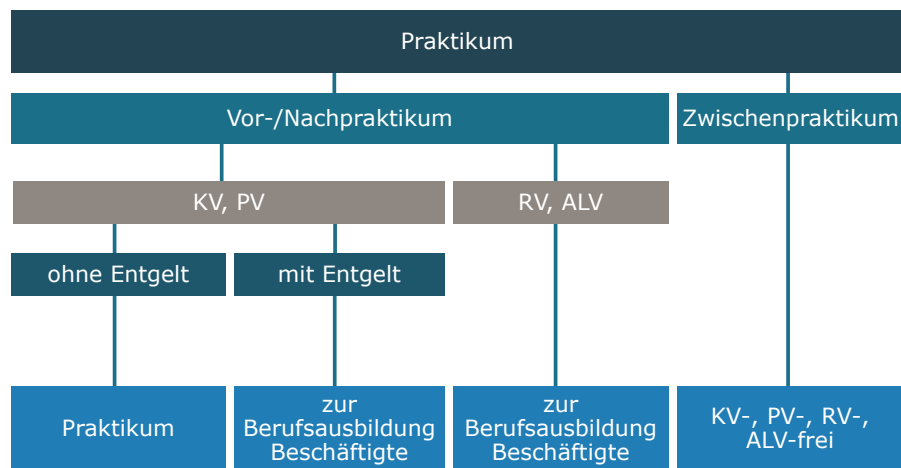 Praktikum
Vor-/Nachpraktikum
Zwischenpraktikum
KV, PV
RV, ALV
ohne Entgelt
mit Entgelt
Praktikum
zur
Berufsausbildung
Beschäftigte
zur
Berufsausbildung
Beschäftigte
KV-, PV-, RV-,
ALV-frei